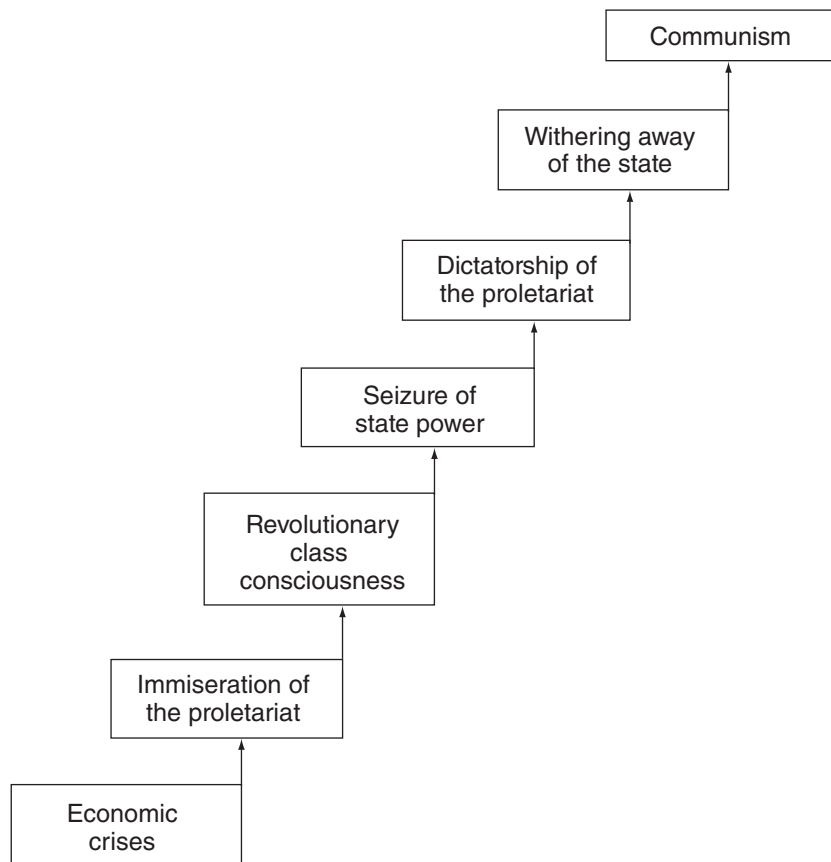 Communism
Withering away
of the state
Dictatorship of
the proletariat
Seizure of
state power
Revolutionary
class
consciousness
Immiseration of
the proletariat
Economic
crises